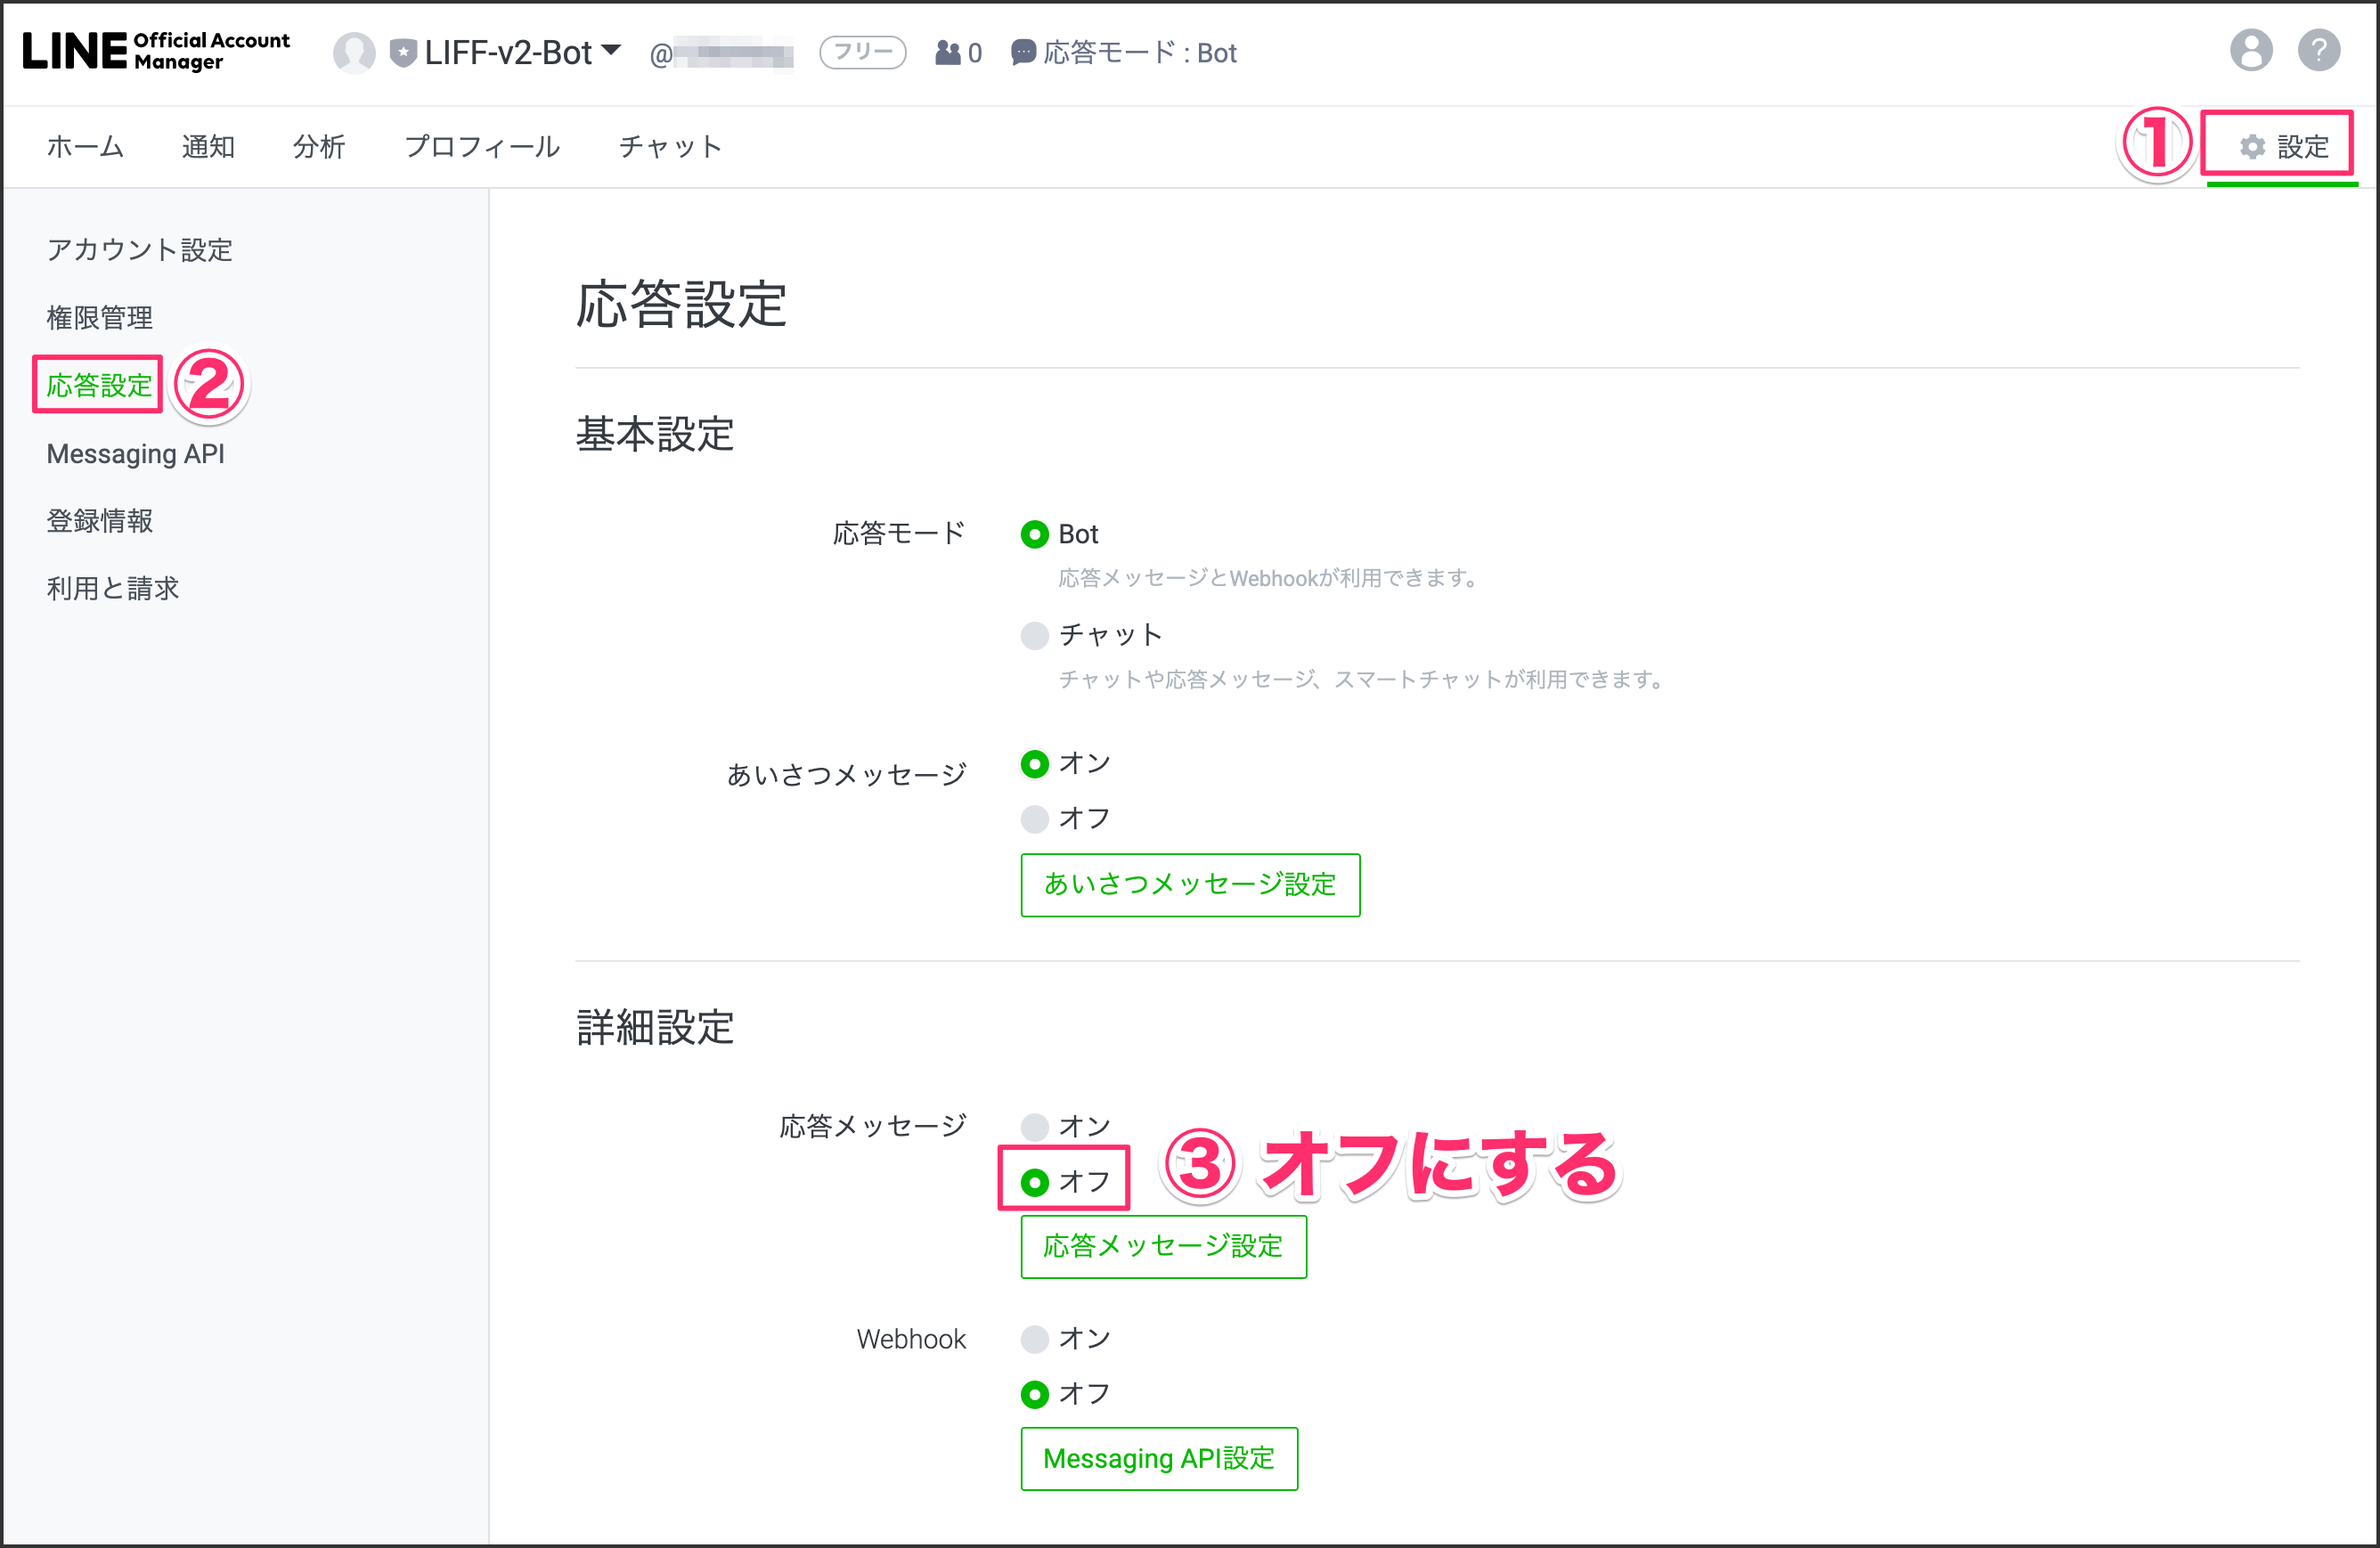 LINE Official Account Manager
LIFF-v2-Bot @ フリー 0 応答モード : Bot
ホーム 通知 分析 プロフィール チャット ① 設定
アカウント設定
権限管理
応答設定 ②
Messaging API
登録情報
利用と請求
応答設定
基本設定
応答モード Bot
応答メッセージとWebhookが利用できます。
チャット
チャットや応答メッセージ、スマートチャットが利用できます。
あいさつメッセージ オン
オフ
あいさつメッセージ設定
詳細設定
応答メッセージ オン
オフ ③ オフにする
応答メッセージ設定
Webhook オン
オフ
Messaging API設定